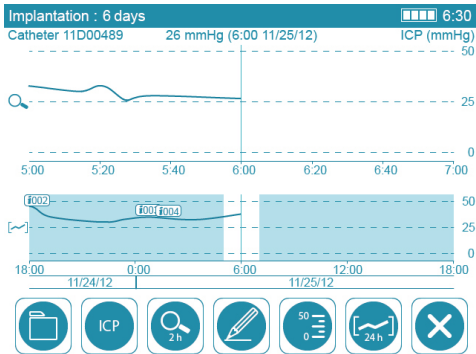 Implantation : 6 days 6:30
Catheter 11D00489 26 mmHg (6:00 11/25/12) ICP (mmHg)
50
25
0
5:00 5:20 5:40 6:00 6:20 6:40 7:00
i002 50
i004
25
0
18:00 0:00 6:00 12:00 18:00
11/24/12 11/25/12
ICP 2 h 50 0 24 h